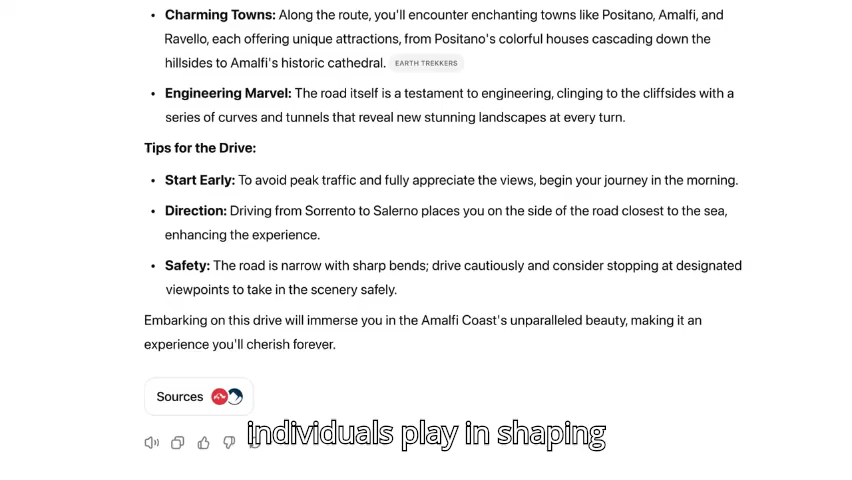 • Charming Towns: Along the route, you'll encounter enchanting towns like Positano, Amalfi, and
Ravello, each offering unique attractions, from Positano's colorful houses cascading down the
hillsides to Amalfi's historic cathedral. EARTH TREKKERS
• Engineering Marvel: The road itself is a testament to engineering, clinging to the cliffsides with a
series of curves and tunnels that reveal new stunning landscapes at every turn.
Tips for the Drive:
• Start Early: To avoid peak traffic and fully appreciate the views, begin your journey in the morning.
• Direction: Driving from Sorrento to Salerno places you on the side of the road closest to the sea,
enhancing the experience.
• Safety: The road is narrow with sharp bends; drive cautiously and consider stopping at designated
viewpoints to take in the scenery safely.
Embarking on this drive will immerse you in the Amalfi Coast's unparalleled beauty, making it an
experience you'll cherish forever.
Sources
individuals play in shaping